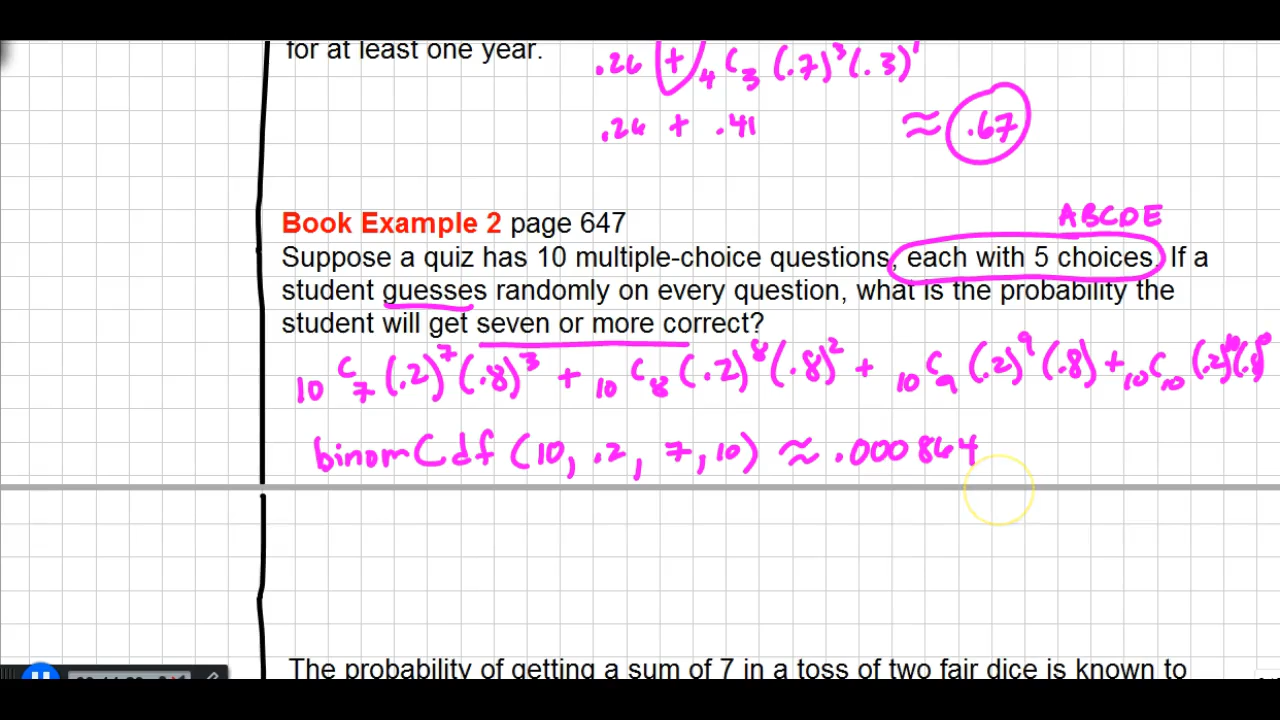 for at least one year.
.26 (+) ₄C₃ (.7)³(.3)¹
.26 + .41 ≈ .67
ABCDE
Book Example 2 page 647
Suppose a quiz has 10 multiple-choice questions, each with 5 choices. If a
student guesses randomly on every question, what is the probability the
student will get seven or more correct?
₁₀C₇ (.2)⁷(.8)³ + ₁₀C₈ (.2)⁸(.8)² + ₁₀C₉ (.2)⁹(.8) + ₁₀C₁₀ (.2)¹⁰(.8)⁰
binomCdf (10, .2, 7, 10) ≈ .000864
The probability of getting a sum of 7 in a toss of two fair dice is known to